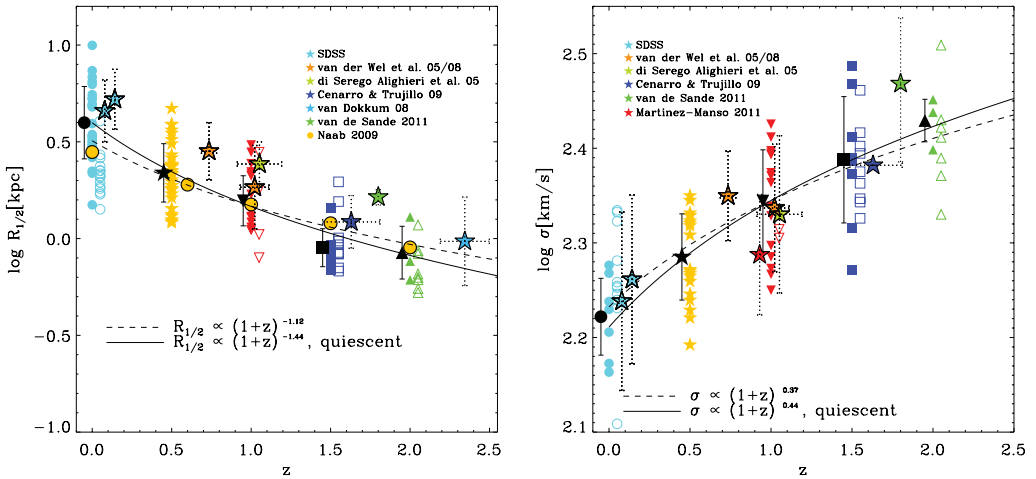 1.0
0.5
0.0
−0.5
−1.0
log R1/2[kpc]
SDSS
van der Wel et al. 05/08
di Serego Alighieri et al. 05
Cenarro & Trujillo 09
van Dokkum 08
van de Sande 2011
Naab 2009
R1/2 ∝ (1+z)^−1.12
R1/2 ∝ (1+z)^−1.44, quiescent
0.0 0.5 1.0 1.5 2.0 2.5
z
2.5
2.4
2.3
2.2
2.1
log σ[km/s]
SDSS
van der Wel et al. 05/08
di Serego Alighieri et al. 05
Cenarro & Trujillo 09
van de Sande 2011
Martinez-Manso 2011
σ ∝ (1+z)^0.37
σ ∝ (1+z)^0.44, quiescent
0.0 0.5 1.0 1.5 2.0 2.5
z